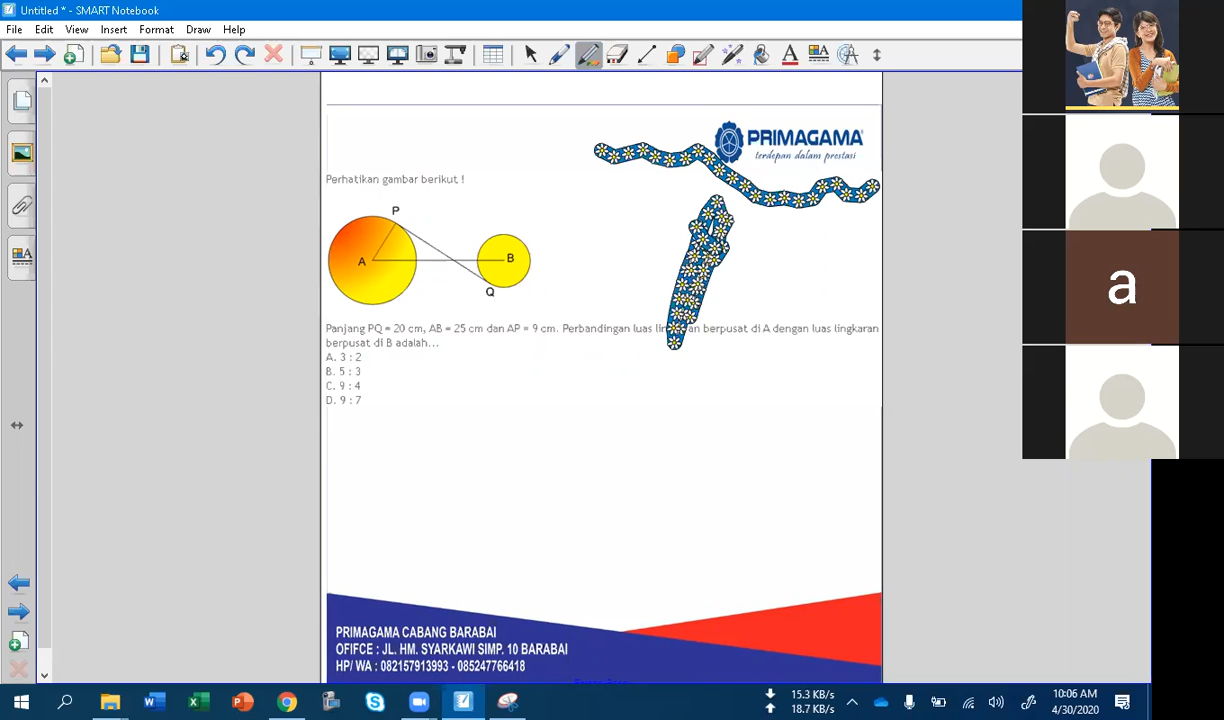 Untitled * - SMART Notebook
File Edit View Insert Format Draw Help
PRIMAGAMA
terdepan dalam prestasi
Perhatikan gambar berikut !
P
A
B
Q
Panjang PQ = 20 cm, AB = 25 cm dan AP = 9 cm. Perbandingan luas berpusat di A dengan luas lingkaran
berpusat di B adalah...
A. 3 : 2
B. 5 : 3
C. 9 : 4
D. 9 : 7
a
PRIMAGAMA CABANG BARABAI
OFIFCE : JL. HM. SYARKAWI SIMP. 10 BARABAI
HP/ WA : 082157913993 - 085247766418
15.3 KB/s
18.7 KB/s
10:06 AM
4/30/2020